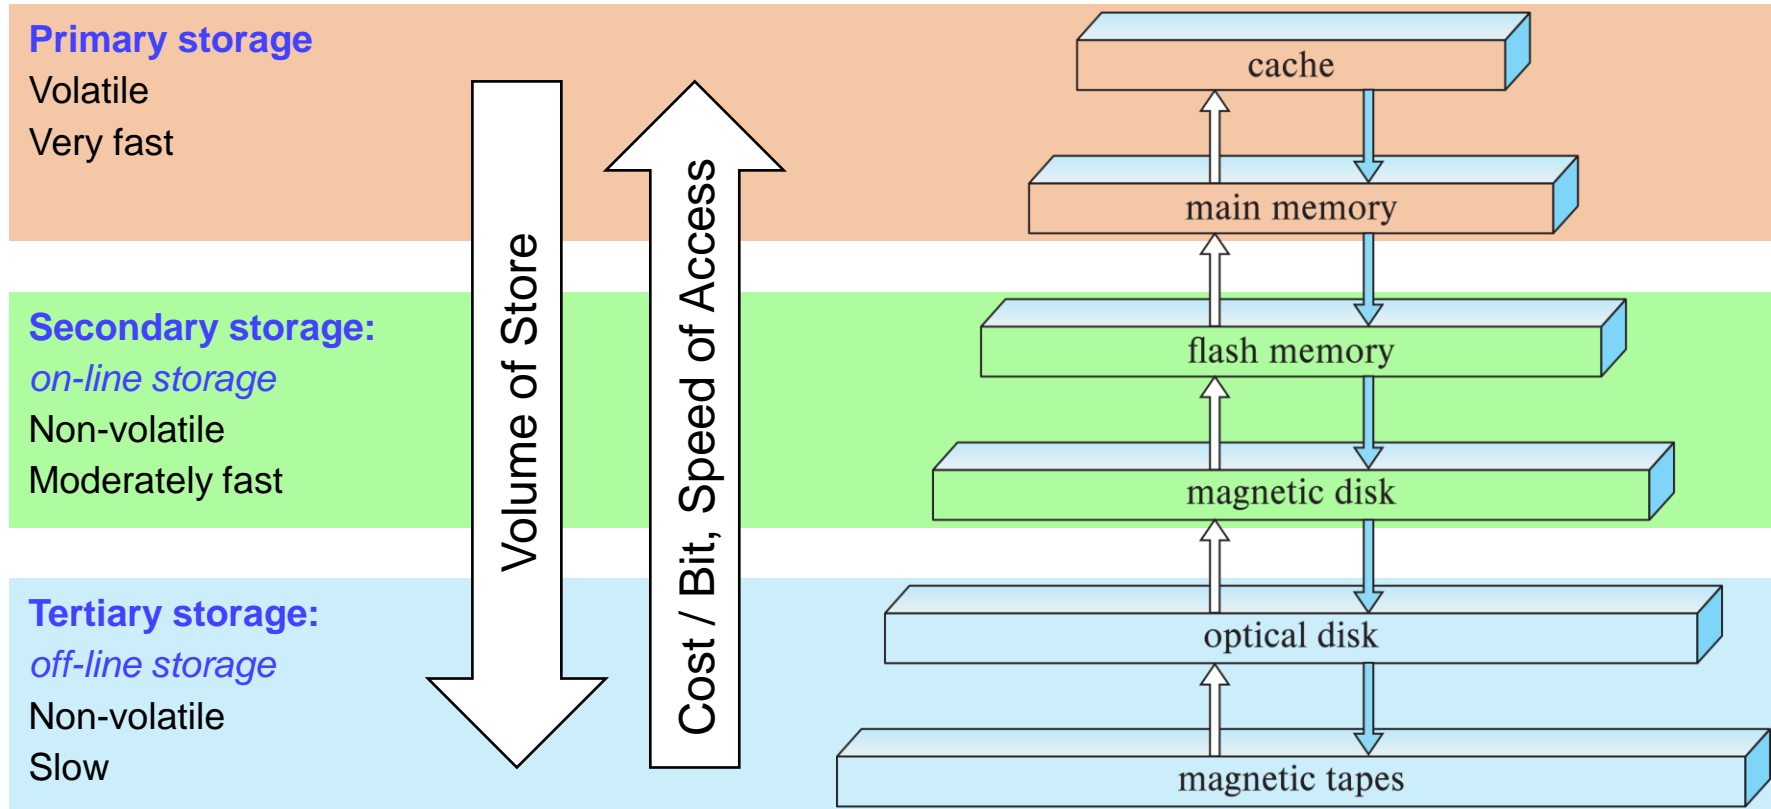 Primary storage
Volatile
Very fast
Secondary storage:
on-line storage
Non-volatile
Moderately fast
Tertiary storage:
off-line storage
Non-volatile
Slow
Volume of Store
Cost / Bit, Speed of Access
cache
main memory
flash memory
magnetic disk
optical disk
magnetic tapes